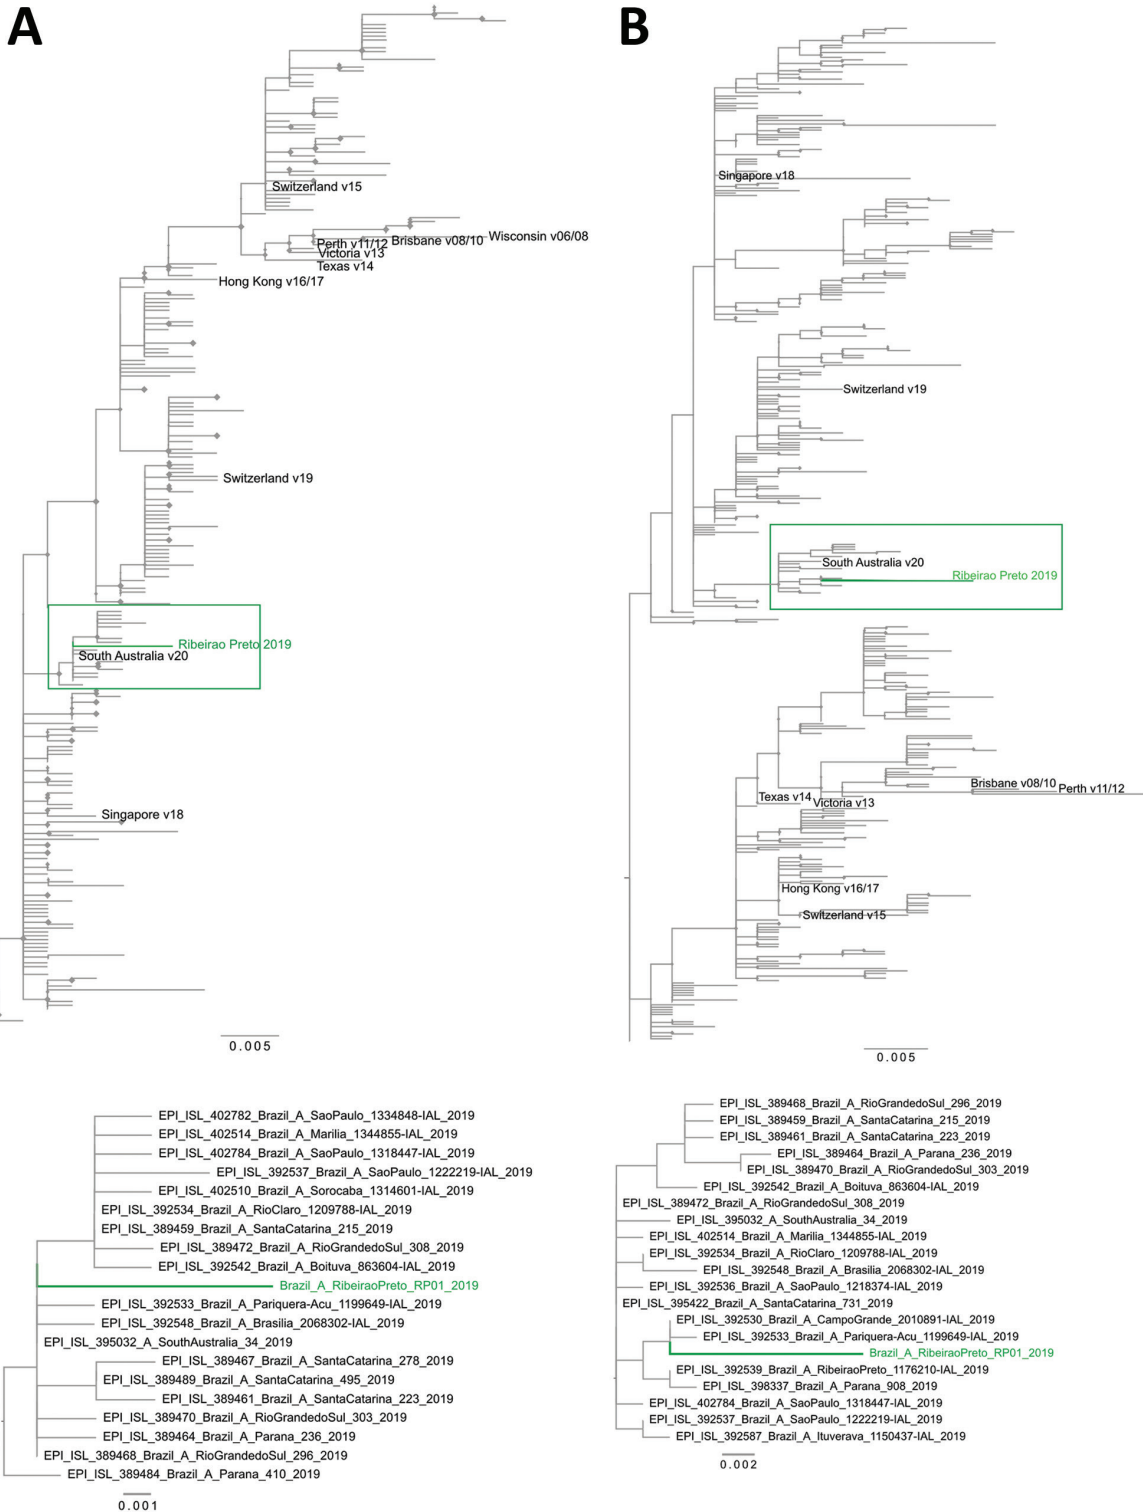 A
Switzerland v15
Wisconsin v06/08
Perth v11/12
Brisbane v08/10
Victoria v13
Texas v14
Hong Kong v16/17
Switzerland v19
Ribeirao Preto 2019
South Australia v20
Singapore v18
0.005
EPI_ISL_402782_Brazil_A_SaoPaulo_1334848-IAL_2019
EPI_ISL_402514_Brazil_A_Marilia_1344855-IAL_2019
EPI_ISL_402784_Brazil_A_SaoPaulo_1318447-IAL_2019
EPI_ISL_392537_Brazil_A_SaoPaulo_1222219-IAL_2019
EPI_ISL_402510_Brazil_A_Sorocaba_1314601-IAL_2019
EPI_ISL_392534_Brazil_A_RioClaro_1209788-IAL_2019
EPI_ISL_389459_Brazil_A_SantaCatarina_215_2019
EPI_ISL_389472_Brazil_A_RioGrandedoSul_308_2019
EPI_ISL_392542_Brazil_A_Boituva_863604-IAL_2019
Brazil_A_RibeiraoPreto_RP01_2019
EPI_ISL_392533_Brazil_A_Pariquera-Acu_1199649-IAL_2019
EPI_ISL_392548_Brazil_A_Brasilia_2068302-IAL_2019
EPI_ISL_395032_A_SouthAustralia_34_2019
EPI_ISL_389467_Brazil_A_SantaCatarina_278_2019
EPI_ISL_389489_Brazil_A_SantaCatarina_495_2019
EPI_ISL_389461_Brazil_A_SantaCatarina_223_2019
EPI_ISL_389470_Brazil_A_RioGrandedoSul_303_2019
EPI_ISL_389464_Brazil_A_Parana_236_2019
EPI_ISL_389468_Brazil_A_RioGrandedoSul_296_2019
EPI_ISL_389484_Brazil_A_Parana_410_2019
0.001
B
Singapore v18
Switzerland v19
South Australia v20
Ribeirao Preto 2019
Brisbane v08/10
Perth v11/12
Texas v14
Victoria v13
Hong Kong v16/17
Switzerland v15
0.005
EPI_ISL_389468_Brazil_A_RioGrandedoSul_296_2019
EPI_ISL_389459_Brazil_A_SantaCatarina_215_2019
EPI_ISL_389461_Brazil_A_SantaCatarina_223_2019
EPI_ISL_389464_Brazil_A_Parana_236_2019
EPI_ISL_389470_Brazil_A_RioGrandedoSul_303_2019
EPI_ISL_392542_Brazil_A_Boituva_863604-IAL_2019
EPI_ISL_389472_Brazil_A_RioGrandedoSul_308_2019
EPI_ISL_395032_A_SouthAustralia_34_2019
EPI_ISL_402514_Brazil_A_Marilia_1344855-IAL_2019
EPI_ISL_392534_Brazil_A_RioClaro_1209788-IAL_2019
EPI_ISL_392548_Brazil_A_Brasilia_2068302-IAL_2019
EPI_ISL_392536_Brazil_A_SaoPaulo_1218374-IAL_2019
EPI_ISL_395422_Brazil_A_SantaCatarina_731_2019
EPI_ISL_392530_Brazil_A_CampoGrande_2010891-IAL_2019
EPI_ISL_392533_Brazil_A_Pariquera-Acu_1199649-IAL_2019
Brazil_A_RibeiraoPreto_RP01_2019
EPI_ISL_392539_Brazil_A_RibeiraoPreto_1176210-IAL_2019
EPI_ISL_398337_Brazil_A_Parana_908_2019
EPI_ISL_402784_Brazil_A_SaoPaulo_1318447-IAL_2019
EPI_ISL_392537_Brazil_A_SaoPaulo_1222219-IAL_2019
EPI_ISL_392587_Brazil_A_Ituverava_1150437-IAL_2019
0.002